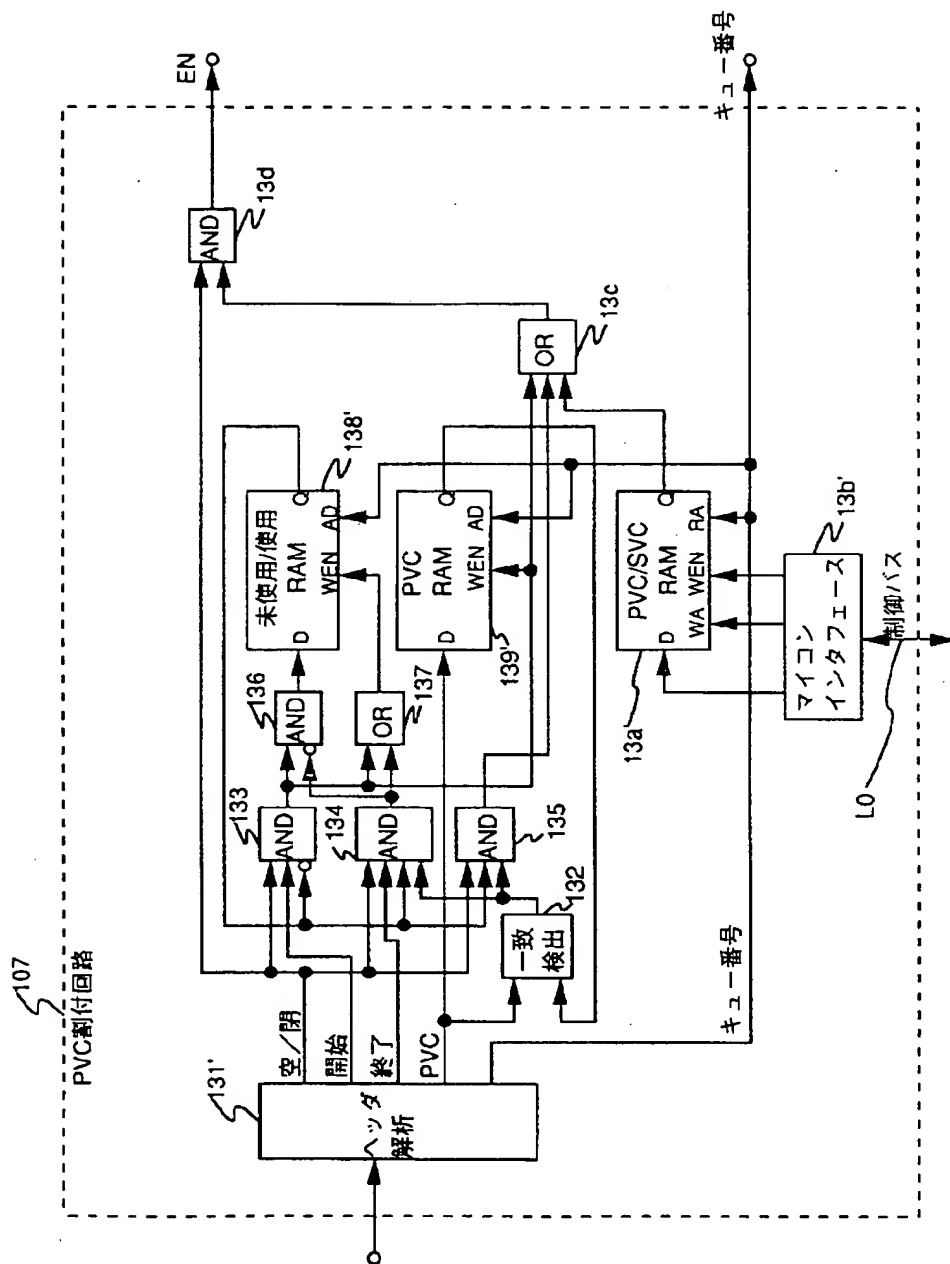 107
PVC割付回路
131'
ヘッダ
解析
空/閉
開始
終了
PVC
キュー番号
133
AND
134
AND
135
AND
132
一致
検出
136
AND
137
OR
138'
未使用/使用
RAM
D
Q
WEN
AD
139'
PVC
RAM
D
Q
WEN
AD
13a
PVC/SVC
RAM
D
Q
WA
WEN
RA
13b'
マイコン
インタフェース
制御バス
L0
13c
OR
13d
AND
EN
キュー番号